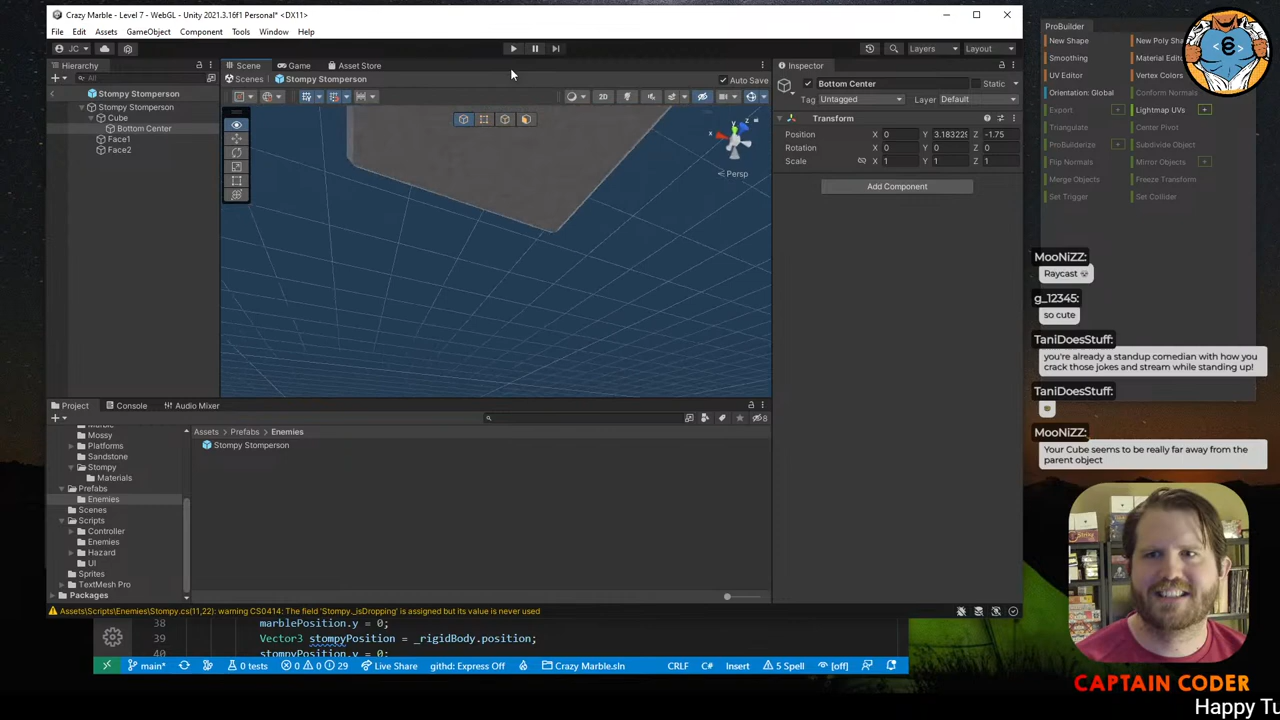 Crazy Marble - Level 7 - WebGL - Unity 2021.3.16f1 Personal* <DX11>
File Edit Assets GameObject Component Tools Window Help
JC
Layers Layout
Hierarchy
All
Stompy Stomperson
Stompy Stomperson
Cube
Bottom Center
Face1
Face2
Scene Game Asset Store
Scenes Stompy Stomperson Auto Save
2D
x y z
Persp
Inspector
Bottom Center Static
Tag Untagged Layer Default
Transform
Position X 0 Y 3.183229 Z -1.75
Rotation X 0 Y 0 Z 0
Scale X 1 Y 1 Z 1
Add Component
Project Console Audio Mixer
8
Mossy
Platforms
Sandstone
Stompy
Materials
Prefabs
Enemies
Scenes
Scripts
Controller
Enemies
Hazard
UI
Sprites
TextMesh Pro
Packages
Assets > Prefabs > Enemies
Stompy Stomperson
Assets\Scripts\Enemies\Stompy.cs(11,22): warning CS0414: The field 'Stompy._isDropping' is assigned but its value is never used
38 marblePosition.y = 0;
39 Vector3 stompyPosition = _rigidBody.position;
40 stompyPosition.y = 0;
main* 0 tests 0 0 29 Live Share githd: Express Off Crazy Marble.sln CRLF C# Insert 5 Spell [off]
ProBuilder
New Shape New Poly Sh
Smoothing Material Edit
UV Editor Vertex Colors
Orientation: Global Conform Normals
Export Lightmap UVs
Triangulate Center Pivot
ProBuilderize Subdivide Object
Flip Normals Mirror Objects
Merge Objects Freeze Transform
Set Trigger Set Collider
MooNiZZ:
Raycast
g_12345:
so cute
TaniDoesStuff:
you're already a standup comedian with how you
crack those jokes and stream while standing up!
TaniDoesStuff:
MooNiZZ:
Your Cube seems to be really far away from the
parent object
CAPTAIN CODER
Happy Tu